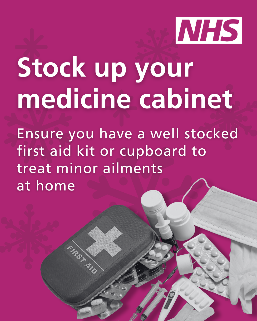 NHS
Stock up your
medicine cabinet
Ensure you have a well stocked
first aid kit or cupboard to
treat minor ailments
at home
FIRST AID